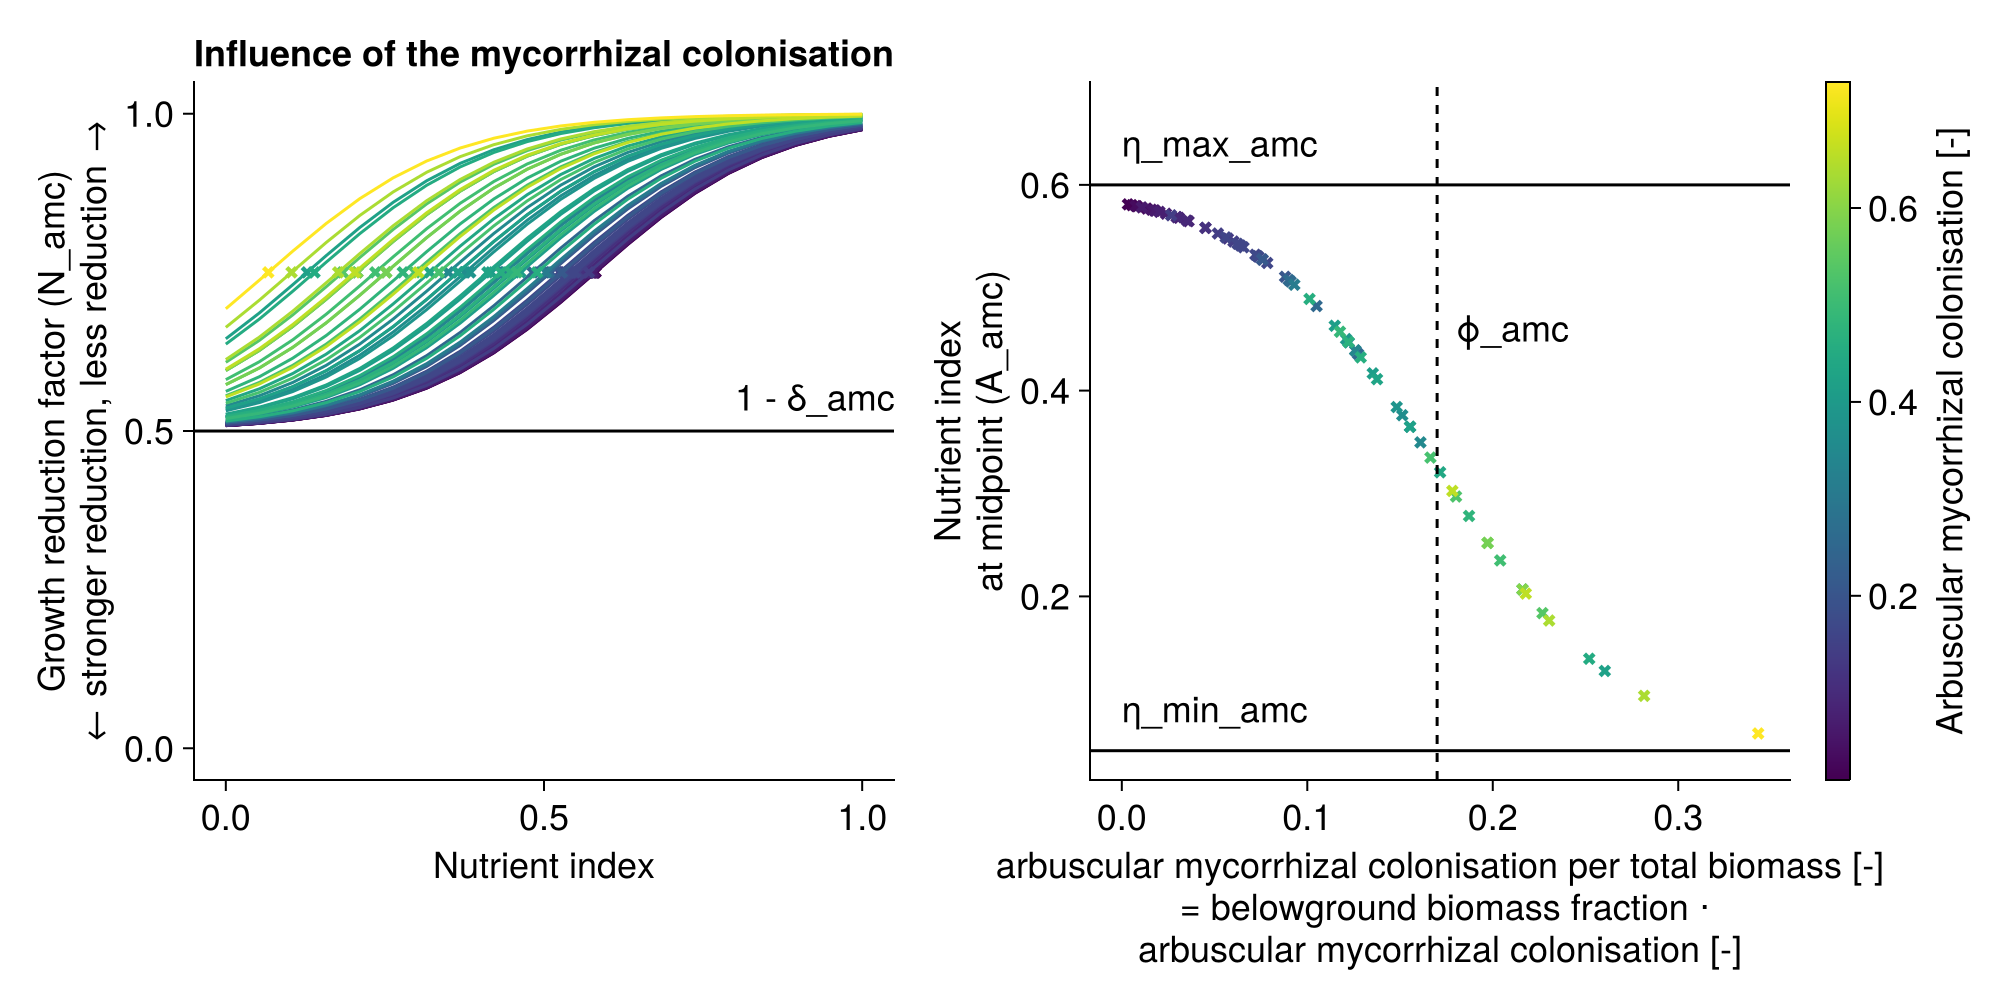 Influence of the mycorrhizal colonisation
Growth reduction factor (N_amc)
← stronger reduction, less reduction →
1.0
0.5
0.0
1 - δ_amc
0.0
0.5
1.0
Nutrient index
Nutrient index
at midpoint (A_amc)
0.6
0.4
0.2
η_max_amc
ϕ_amc
η_min_amc
0.0
0.1
0.2
0.3
arbuscular mycorrhizal colonisation per total biomass [-]
= belowground biomass fraction ⋅
arbuscular mycorrhizal colonisation [-]
0.6
0.4
0.2
Arbuscular mycorrhizal colonisation [-]